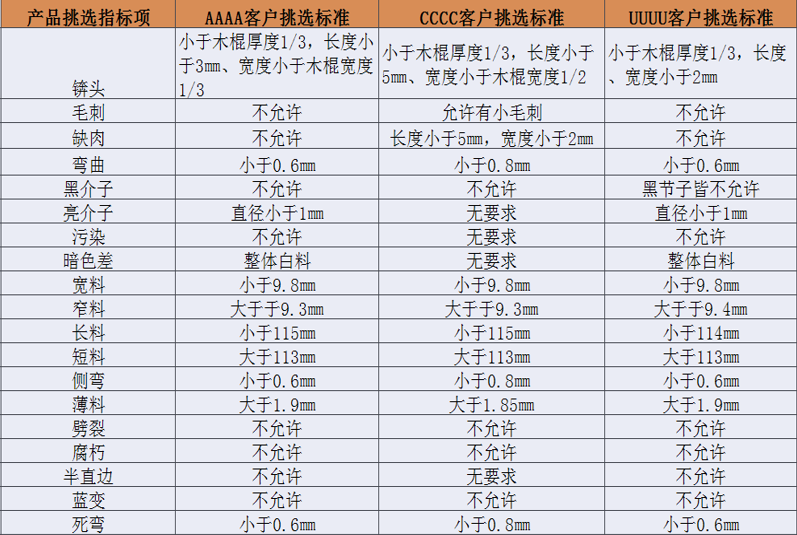 产品挑选指标项 AAAA客户挑选标准 CCCC客户挑选标准 UUUU客户挑选标准
锛头 小于木棍厚度1/3，长度小于3mm、宽度小于木棍宽度1/3 小于木棍厚度1/3，长度小于5mm、宽度小于木棍宽度1/2 小于木棍厚度1/3，长度、宽度小于2mm
毛刺 不允许 允许有小毛刺 不允许
缺肉 不允许 长度小于5mm，宽度小于2mm 不允许
弯曲 小于0.6mm 小于0.8mm 小于0.6mm
黑介子 不允许 不允许 黑节子皆不允许
亮介子 直径小于1mm 无要求 直径小于1mm
污染 不允许 无要求 不允许
暗色差 整体白料 无要求 整体白料
宽料 小于9.8mm 小于9.8mm 小于9.8mm
窄料 大于于9.3mm 大于于9.3mm 大于于9.4mm
长料 小于115mm 小于115mm 小于114mm
短料 大于113mm 大于113mm 大于113mm
侧弯 小于0.6mm 小于0.8mm 小于0.6mm
薄料 大于1.9mm 大于1.85mm 大于1.9mm
劈裂 不允许 不允许 不允许
腐朽 不允许 不允许 不允许
半直边 不允许 无要求 不允许
蓝变 不允许 不允许 不允许
死弯 小于0.6mm 小于0.8mm 小于0.6mm